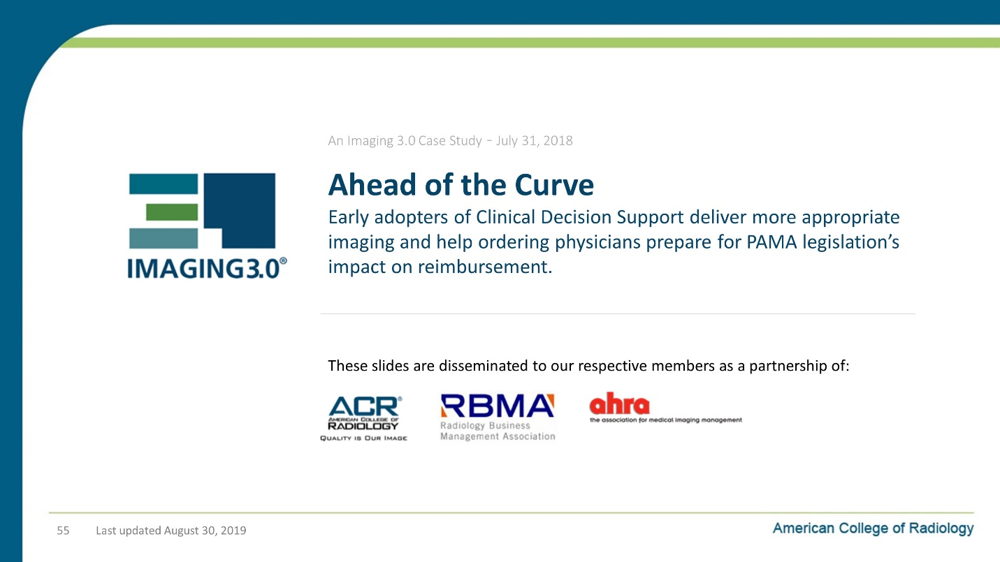 An Imaging 3.0 Case Study – July 31, 2018
Ahead of the Curve
Early adopters of Clinical Decision Support deliver more appropriate
imaging and help ordering physicians prepare for PAMA legislation’s
impact on reimbursement.
IMAGING3.0®
These slides are disseminated to our respective members as a partnership of:
ACR®
AMERICAN COLLEGE OF
RADIOLOGY
QUALITY IS OUR IMAGE
RBMA
Radiology Business
Management Association
ahra
the association for medical imaging management
55 Last updated August 30, 2019
American College of Radiology